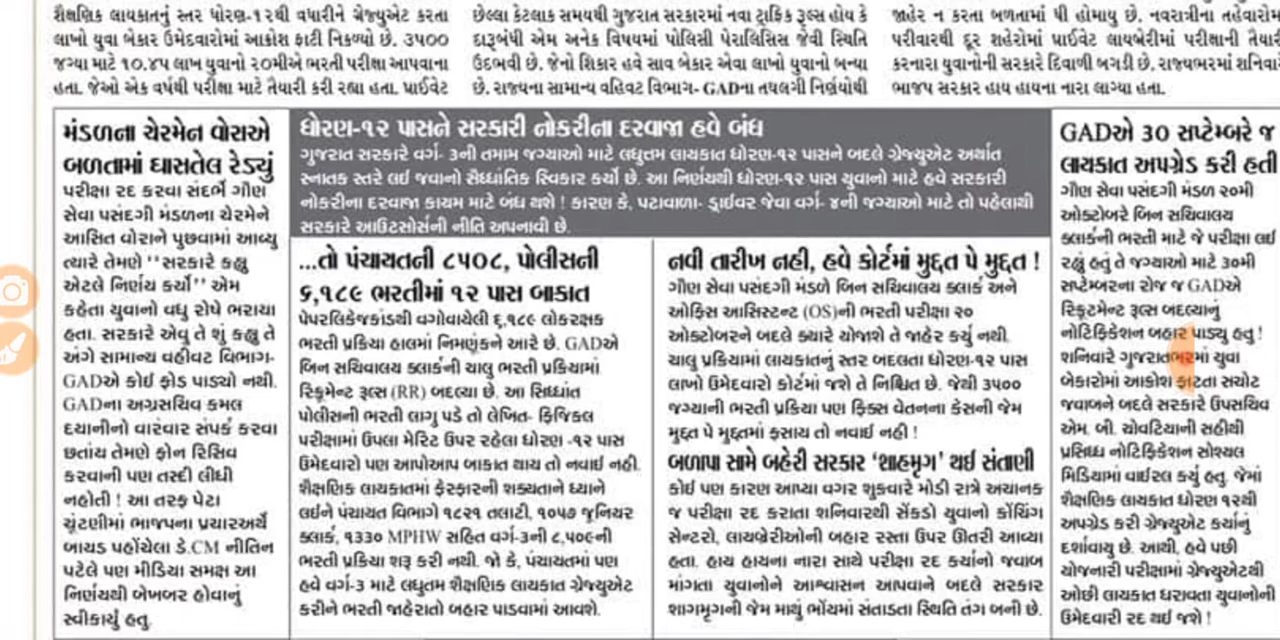 શૈક્ષણિક લાયકાતનું સ્તર ધોરણ-૧૨થી વધારીને ગ્રેજ્યુએટ કરતા
લાખો યુવા બેકાર ઉમેદવારોમાં આક્રોશ ફાટી નિકળ્યો છે. ૩૫૦૦
જગ્યા માટે ૧૦.૪૫ લાખ યુવાનો ૨૦મીએ ભરતી પરીક્ષા આપવાના
હતા. જેઓ એક વર્ષથી પરીક્ષા માટે તૈયારી કરી રહ્યા હતા. પ્રાઈવેટ
છેલ્લા કેટલાક સમયથી ગુજરાત સરકારમાં નવા ટ્રાફિક રૂલ્સ હોય કે
દારૂબંધી એમ અનેક વિષયમાં પોલિસી પેરાલિસિસ જેવી સ્થિતિ
ઉદભવી છે. જેનો શિકાર હવે સાવ બેકાર એવા લાખો યુવાનો બન્યા
છે. રાજ્યના સામાન્ય વહિવટ વિભાગ- GADના તઘલગી નિર્ણયોથી
જાહેર ન કરતા બળતામાં ઘી હોમાયુ છે. નવરાત્રીના તહેવારોમાં
પરીવારથી દૂર શહેરોમાં પ્રાઈવેટ લાયબ્રેરીમાં પરીક્ષાની તૈયારી
કરનારા યુવાનોની સરકારે દિવાળી બગડી છે. રાજ્યભરમાં શનિવારે
ભાજપ સરકાર હાય હાયના નારા લાગ્યા હતા.
મંડળના ચેરમેન વોરાએ
બળતામાં ઘાસતેલ રેડ્યું
પરીક્ષા રદ કરવા સંદર્ભે ગૌણ
સેવા પસંદગી મંડળના ચેરમેને
આસિત વોરાને પુછવામાં આવ્યુ
ત્યારે તેમણે ''સરકારે કહ્યુ
એટલે નિર્ણય કર્યો'' એમ
કહેતા યુવાનો વધુ રોષે ભરાયા
હતા. સરકારે એવુ તે શું કહ્યુ તે
અંગે સામાન્ય વહીવટ વિભાગ-
GADએ કોઈ ફોડ પાડ્યો નથી.
GADના અગ્રસચિવ કમલ
દયાનીનો વારંવાર સંપર્ક કરવા
છતાંય તેમણે ફોન રિસિવ
કરવાની પણ તસ્દી લીધી
નહોતી ! આ તરફ પેટા
ચૂંટણીમાં ભાજપના પ્રચારઅર્થે
બાયડ પહોંચેલા ડે.CM નીતિન
પટેલે પણ મીડિયા સમક્ષ આ
નિર્ણયથી બેખબર હોવાનું
સ્વીકાર્યું હતુ.
ધોરણ-૧૨ પાસને સરકારી નોકરીના દરવાજા હવે બંધ
ગુજરાત સરકારે વર્ગ- ૩ની તમામ જગ્યાઓ માટે લઘુત્તમ લાયકાત ધોરણ-૧૨ પાસને બદલે ગ્રેજ્યુએટ અર્થાત
સ્નાતક સ્તરે લઈ જવાનો સૈધ્ધાંતિક સ્વિકાર કર્યો છે. આ નિર્ણયથી ધોરણ-૧૨ પાસ યુવાનો માટે હવે સરકારી
નોકરીના દરવાજા કાયમ માટે બંધ થશે ! કારણ કે, પટાવાળા- ડ્રાઈવર જેવા વર્ગ- ૪ની જગ્યાઓ માટે તો પહેલાથી
સરકારે આઉટસોર્સની નીતિ અપનાવી છે.
...તો પંચાયતની ૮૫૦૮, પોલીસની
૬,૧૮૯ ભરતીમાં ૧૨ પાસ બાકાત
પેપરલિકેજકાંડથી વગોવાયેલી ૬,૧૮૯ લોકરક્ષક
ભરતી પ્રક્રિયા હાલમાં નિમણૂંકને આરે છે. GADએ
બિન સચિવાલય ક્લાર્કની ચાલુ ભરતી પ્રક્રિયામાં
રિક્રૂમેન્ટ રૂલ્સ (RR) બદલ્યા છે. આ સિધ્ધાંત
પોલીસની ભરતી લાગુ પડે તો લેખિત- ફિજિકલ
પરીક્ષામાં ઉપલા મેરિટ ઉપર રહેલા ધોરણ -૧૨ પાસ
ઉમેદવારો પણ આપોઆપ બાકાત થાય તો નવાઈ નહી.
શૈક્ષણિક લાયકાતમાં ફેરફારની શક્યતાને ધ્યાને
લઈને પંચાયત વિભાગે ૧૮૨૧ તલાટી, ૧૦૫૭ જૂનિયર
ક્લાર્ક, ૧૩૩૦ MPHW સહિત વર્ગ-૩ની ૮,૫૦૯ની
ભરતી પ્રક્રિયા શરૂ કરી નથી. જો કે, પંચાયતમાં પણ
હવે વર્ગ-૩ માટે લઘુતમ શૈક્ષણિક લાયકાત ગ્રેજ્યુએટ
કરીને ભરતી જાહેરાતો બહાર પાડવામાં આવશે.
નવી તારીખ નહી, હવે કોર્ટમાં મુદ્દત પે મુદ્દત !
ગૌણ સેવા પસંદગી મંડળે બિન સચિવાલય ક્લાર્ક અને
ઓફિસ આસિસ્ટન્ટ (OS)ની ભરતી પરીક્ષા ૨૦
ઓક્ટોબરને બદલે ક્યારે યોજાશે તે જાહેર કર્યુ નથી.
ચાલુ પ્રક્રિયામાં લાયકાતનું સ્તર બદલતા ધોરણ-૧૨ પાસ
લાખો ઉમેદવારો કોર્ટમાં જશે તે નિશ્ચિત છે. જેથી ૩૫૦૦
જગ્યાની ભરતી પ્રક્રિયા પણ ફિક્સ વેતનના કેસની જેમ
મુદ્દત પે મુદ્દતમાં ફસાય તો નવાઈ નહી !
બળાપા સામે બહેરી સરકાર ‘શાહમૃગ’ થઈ સંતાણી
કોઈ પણ કારણ આપ્યા વગર શુક્રવારે મોડી રાત્રે અચાનક
જ પરીક્ષા રદ કરાતા શનિવારથી સેંકડો યુવાનો કોચિંગ
સેન્ટરો, લાયબ્રેરીઓની બહાર રસ્તા ઉપર ઊતરી આવ્યા
હતા. હાય હાયના નારા સાથે પરીક્ષા રદ કર્યાનો જવાબ
માંગતા યુવાનોને આશ્વાસન આપવાને બદલે સરકાર
શાગમૃગની જેમ માથું ભોંયમાં સંતાડતા સ્થિતિ તંગ બની છે.
GADએ 30 સપ્ટેમ્બરે જ
લાયકાત અપગ્રેડ કરી હતી
ગૌણ સેવા પસંદગી મંડળ ૨૦મી
ઓક્ટોબરે બિન સચિવાલય
ક્લાર્કની ભરતી માટે જે પરીક્ષા લઈ
રહ્યું હતું તે જગ્યાઓ માટે ૩૦મી
સપ્ટેમ્બરના રોજ જ GADએ
રિક્રૂટમેન્ટ રૂલ્સ બદલ્યાનું
નોટિફિકેશન બહાર પાડ્યુ હતુ !
શનિવારે ગુજરાતભરમાં યુવા
બેકારોમાં આક્રોશ ફાટતા સચોટ
જવાબને બદલે સરકારે ઉપસચિવ
એમ. બી. ચોવટિયાની સહીથી
પ્રસિધ્ધ નોટિફિકેશન સોશ્યલ
મિડિયામાં વાઈરલ કર્યુ હતુ. જેમાં
શૈક્ષણિક લાયકાત ધોરણ ૧૨થી
અપગ્રેડ કરી ગ્રેજ્યુએટ કર્યાનું
દર્શાવાયુ છે. આથી, હવે પછી
યોજનારી પરીક્ષામાં ગ્રેજ્યુએટથી
ઓછી લાયકાત ધરાવતા યુવાનોની
ઉમેદવારી રદ થઈ જશે !